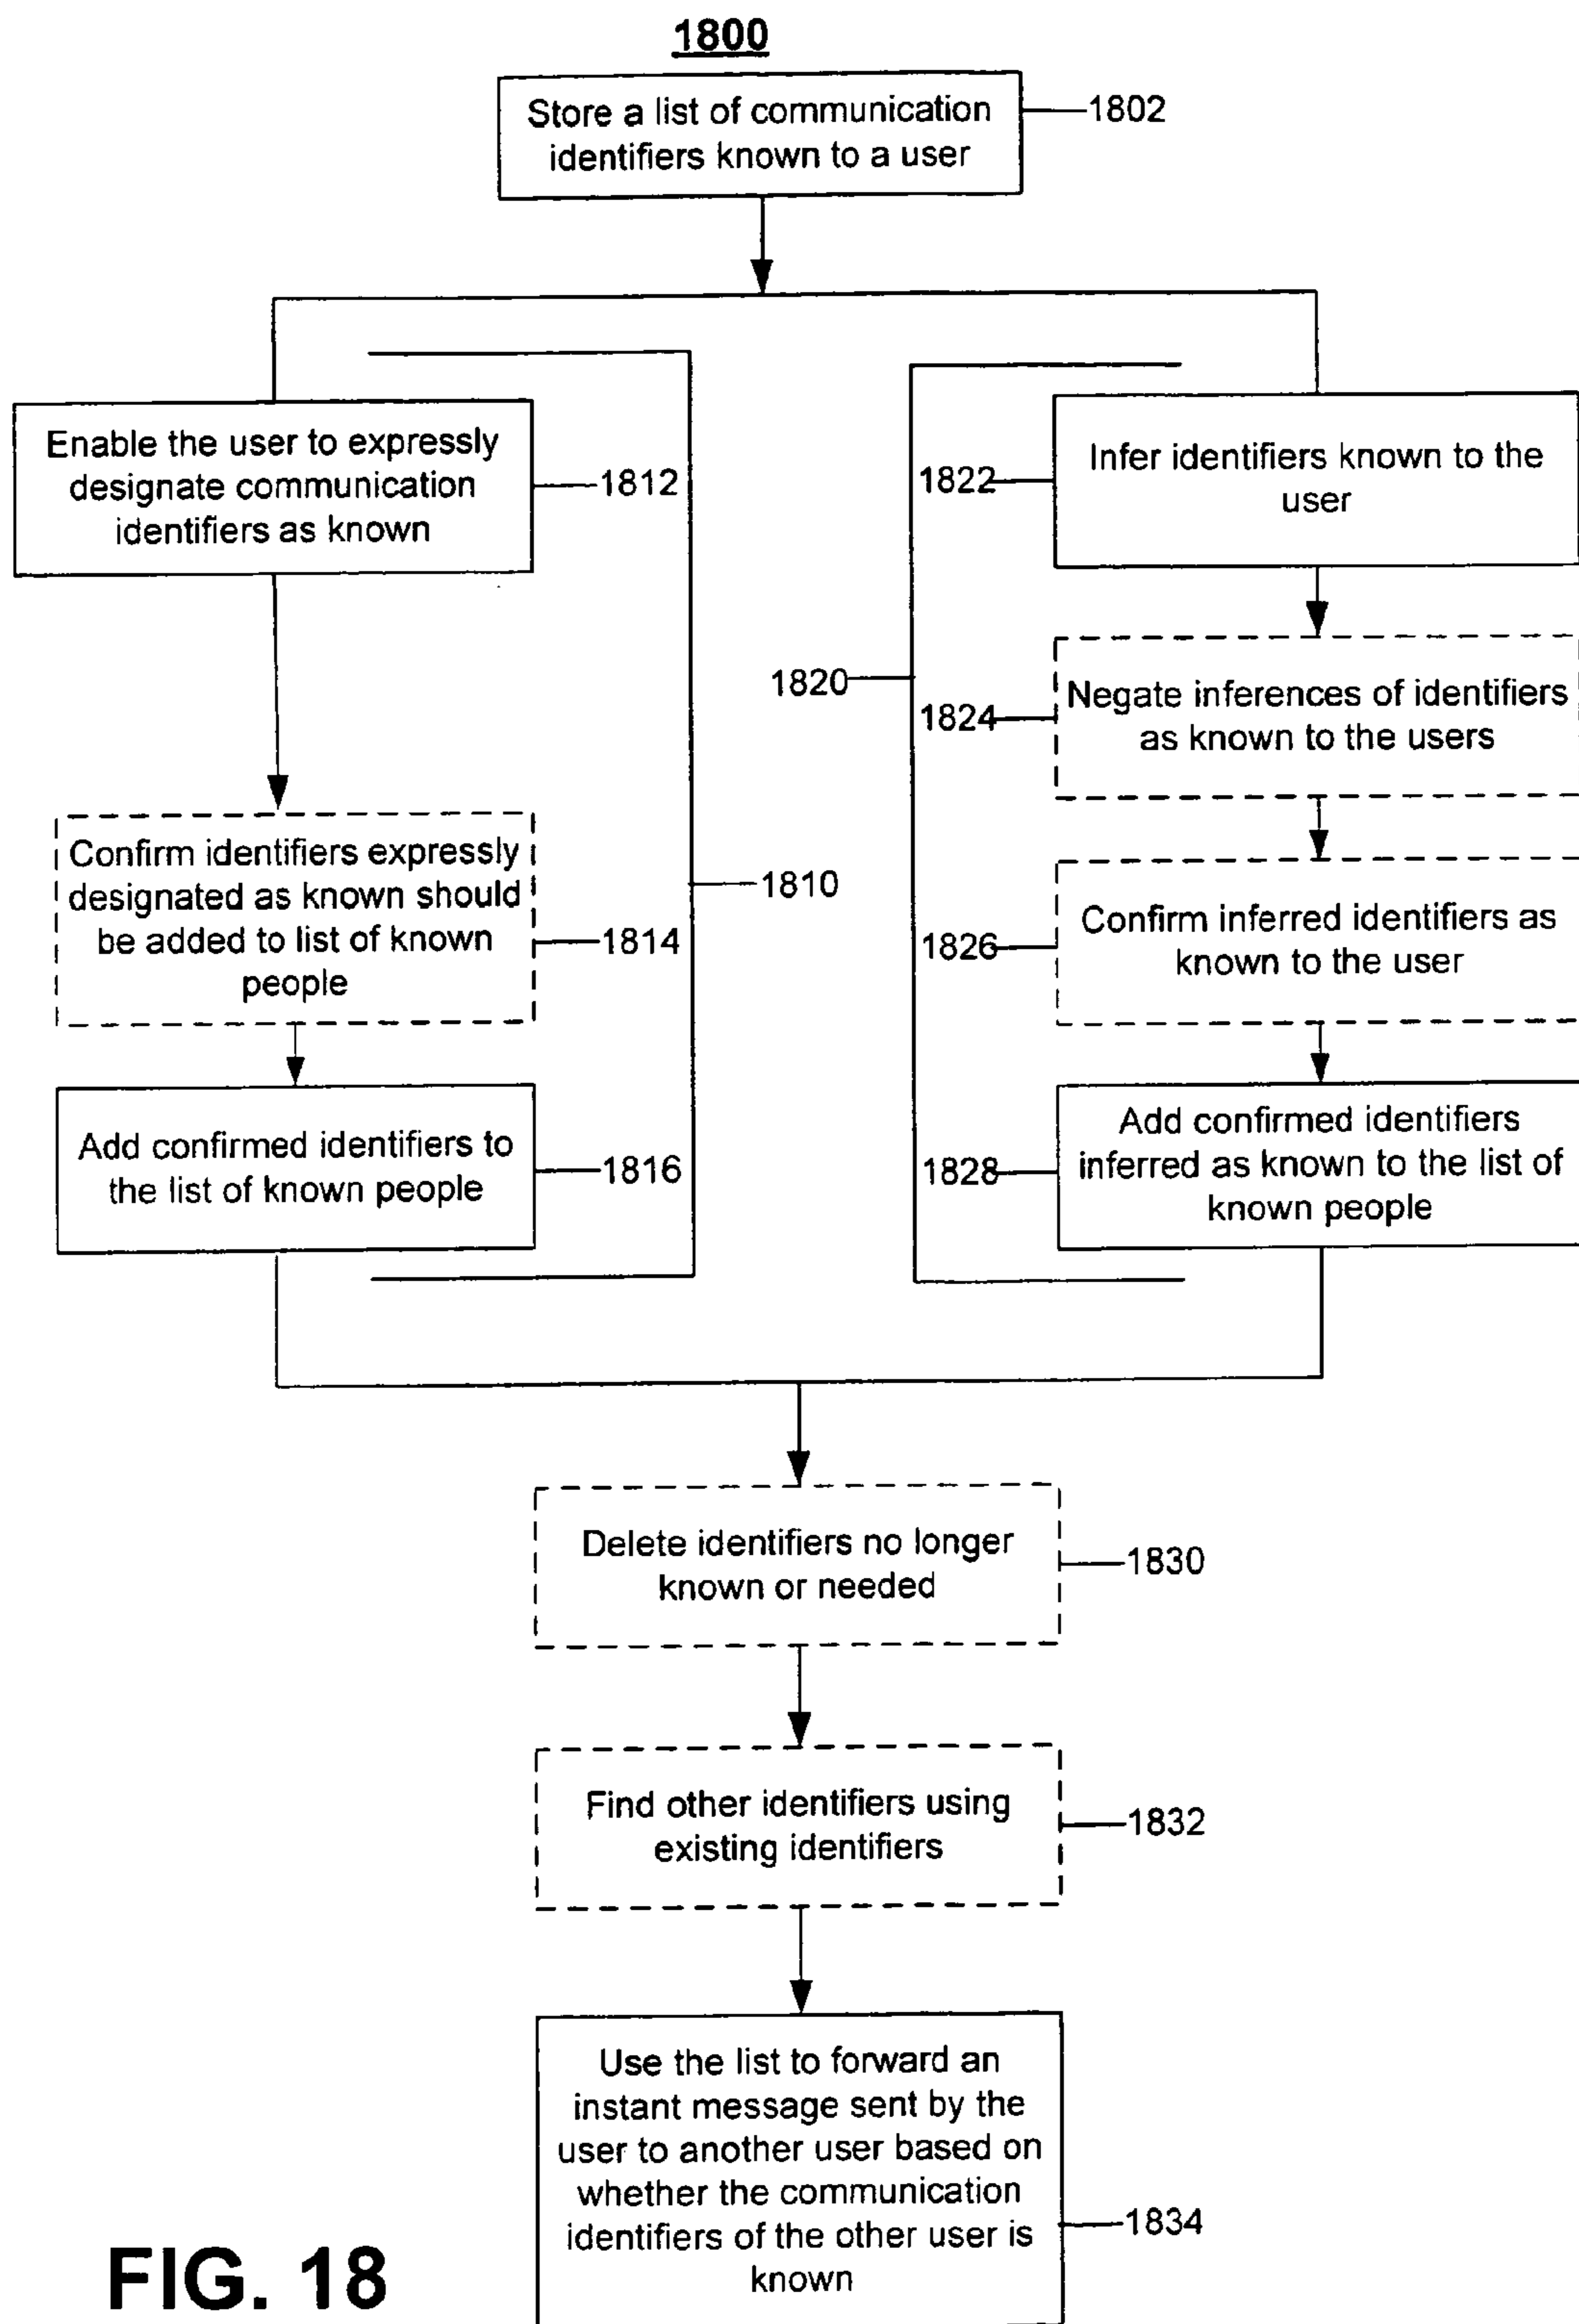 1800
Store a list of communication
identifiers known to a user
1802
Enable the user to expressly
designate communication
identifiers as known
1812
Confirm identifiers expressly
designated as known should
be added to list of known
people
1814
Add confirmed identifiers to
the list of known people
1816
1810
1820
Infer identifiers known to the
user
1822
Negate inferences of identifiers
as known to the users
1824
Confirm inferred identifiers as
known to the user
1826
Add confirmed identifiers
inferred as known to the list of
known people
1828
Delete identifiers no longer
known or needed
1830
Find other identifiers using
existing identifiers
1832
Use the list to forward an
instant message sent by the
user to another user based on
whether the communication
identifiers of the other user is
known
1834
FIG. 18